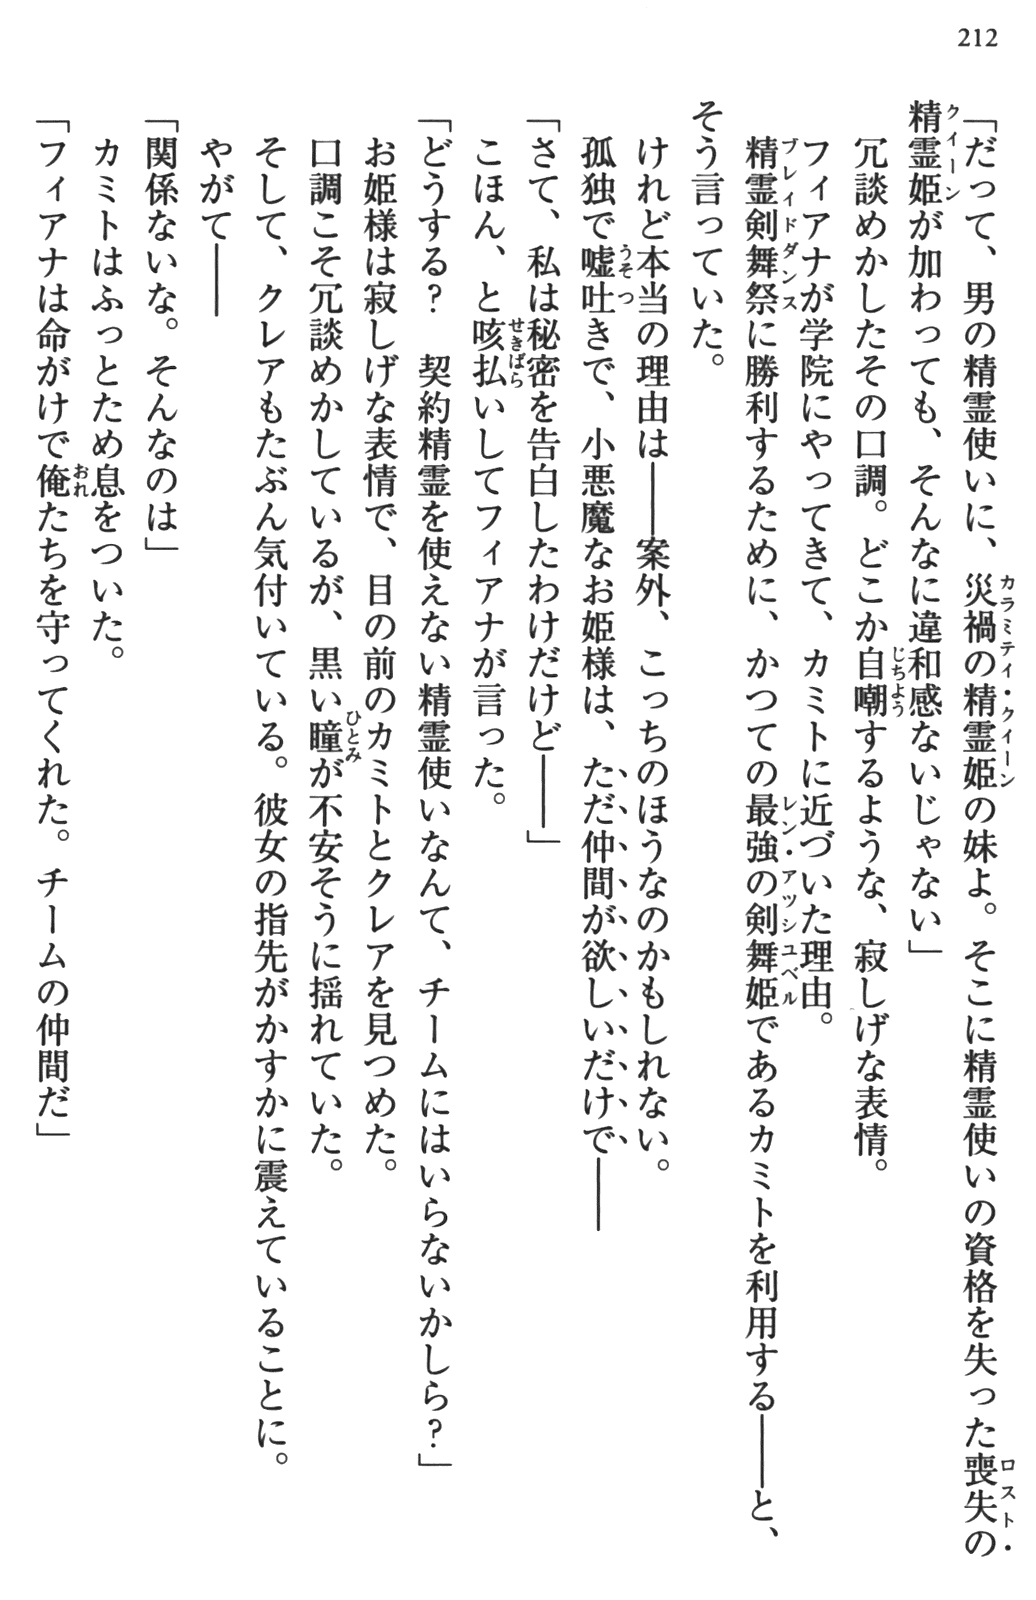 212
「だって、男の精霊使いに、災禍の精霊姫の妹よ。そこに精霊使いの資格を失った喪失の
精霊姫が加わっても、そんなに違和感ないじゃない」
冗談めかしたその口調。どこか自嘲するような、寂しげな表情。
フィアナが学院にやってきて、カミトに近づいた理由。
精霊剣舞祭に勝利するために、かつての最強の剣舞姫であるカミトを利用する――と、
そう言っていた。
けれど本当の理由は――案外、こっちのほうなのかもしれない。
孤独で嘘吐きで、小悪魔なお姫様は、ただ仲間が欲しいだけで――
「さて、私は秘密を告白したわけだけど――」
こほん、と咳払いしてフィアナが言った。
「どうする?　契約精霊を使えない精霊使いなんて、チームにはいらないかしら?」
お姫様は寂しげな表情で、目の前のカミトとクレアを見つめた。
口調こそ冗談めかしているが、黒い瞳が不安そうに揺れていた。
そして、クレアもたぶん気付いている。彼女の指先がかすかに震えていることに。
やがて――
「関係ないな。そんなのは」
カミトはふっとため息をついた。
「フィアナは命がけで俺たちを守ってくれた。チームの仲間だ」